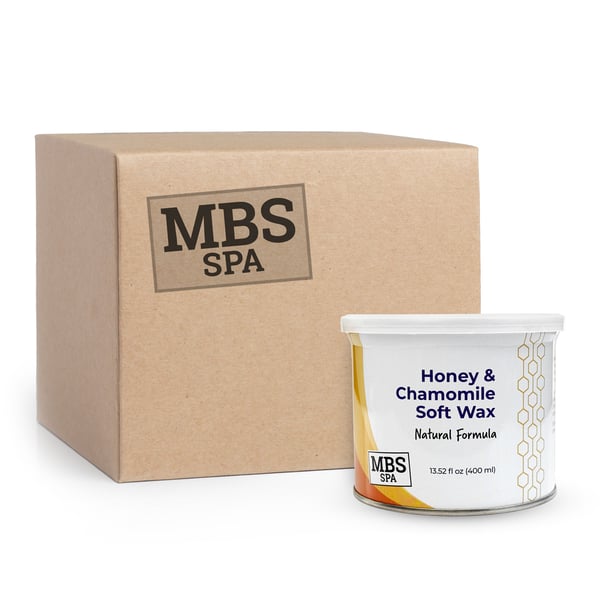 MBS
SPA
Honey &
Chamomile
Soft Wax
Natural Formula
MBS
SPA
13.52 fl oz (400 ml)